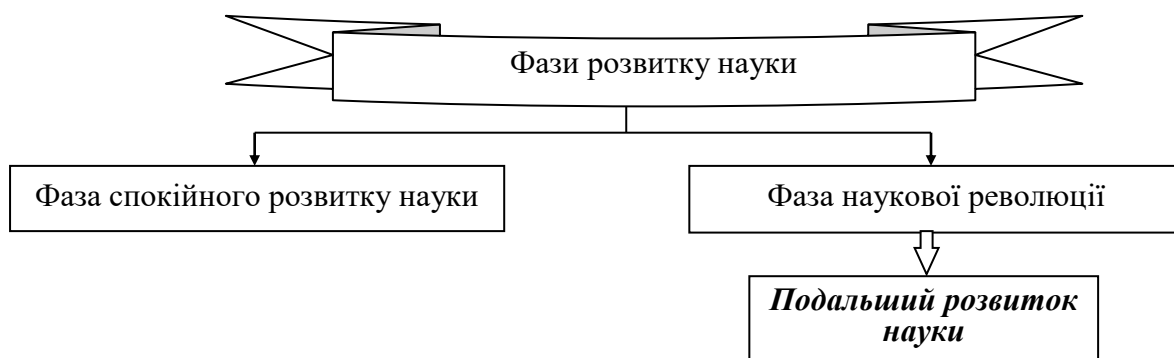 Фази розвитку науки
Фаза спокійного розвитку науки
Фаза наукової революції
Подальший розвиток
науки